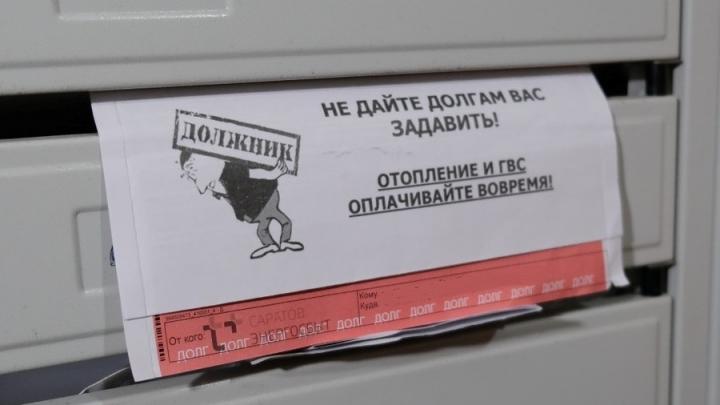 НЕ ДАЙТЕ ДОЛГАМ ВАС
ЗАДАВИТЬ!
ДОЛЖНИК
ОТОПЛЕНИЕ И ГВС
ОПЛАЧИВАЙТЕ ВОВРЕМЯ!
Кому
Куда
От кого:
САРАТОВ
ЭНЕРГОСБЫТ
ДОЛГ ДОЛГ ДОЛГ ДОЛГ ДОЛГ ДОЛГ ДОЛГ ДОЛГ ДОЛГ ДОЛГ ДОЛГ